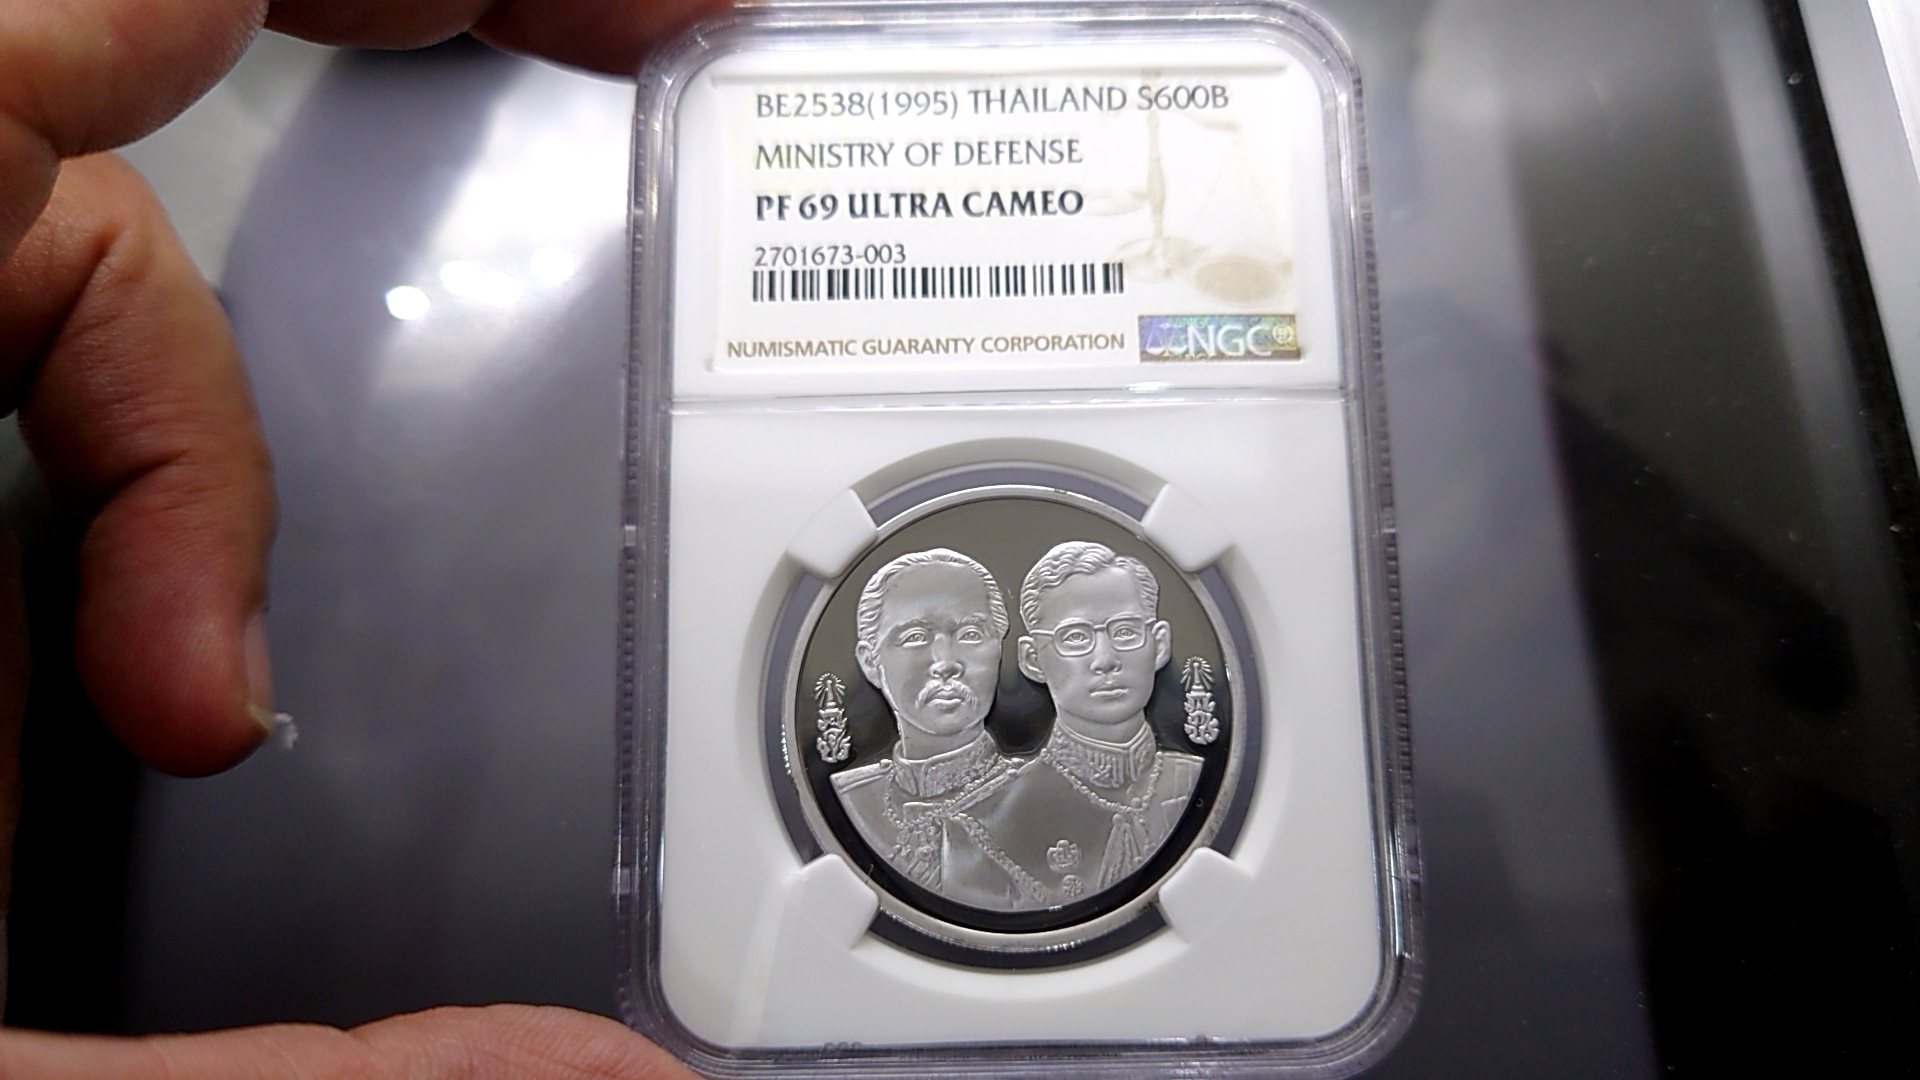 BE2538(1995) THAILAND S600B
MINISTRY OF DEFENSE
PF 69 ULTRA CAMEO
2701673-003
NUMISMATIC GUARANTY CORPORATION NGC®